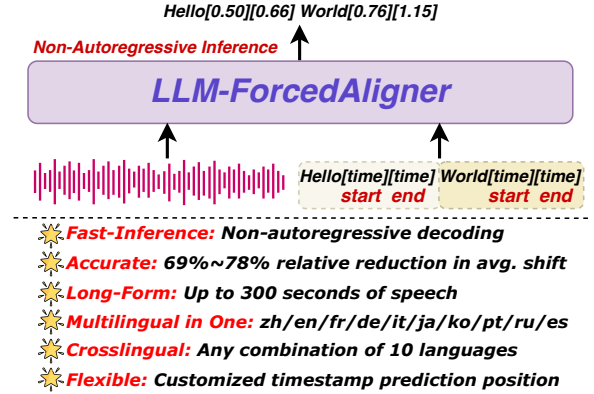 Hello[0.50][0.66] World[0.76][1.15]
Non-Autoregressive Inference
LLM-ForcedAligner
Hello[time][time] World[time][time]
start end start end
Fast-Inference: Non-autoregressive decoding
Accurate: 69%~78% relative reduction in avg. shift
Long-Form: Up to 300 seconds of speech
Multilingual in One: zh/en/fr/de/it/ja/ko/pt/ru/es
Crosslingual: Any combination of 10 languages
Flexible: Customized timestamp prediction position